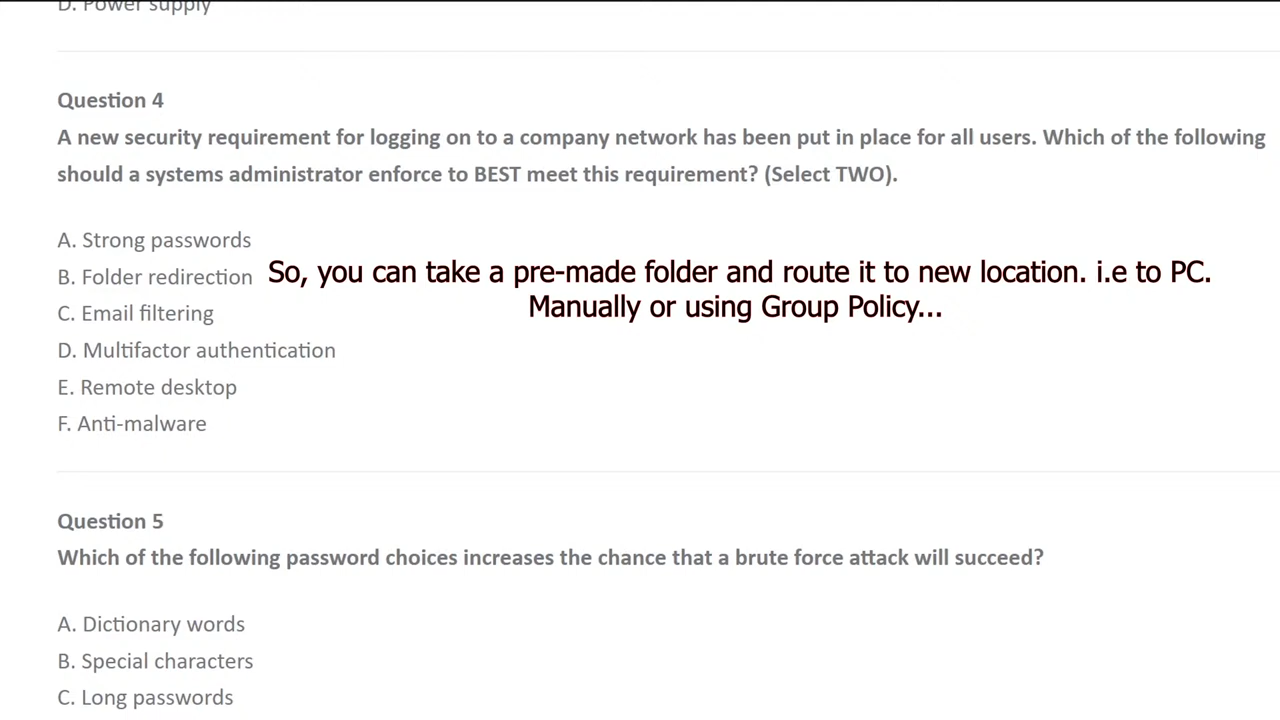 D. Power supply
Question 4
A new security requirement for logging on to a company network has been put in place for all users. Which of the following
should a systems administrator enforce to BEST meet this requirement? (Select TWO).
A. Strong passwords
B. Folder redirection
So, you can take a pre-made folder and route it to new location. i.e to PC.
Manually or using Group Policy...
C. Email filtering
D. Multifactor authentication
E. Remote desktop
F. Anti-malware
Question 5
Which of the following password choices increases the chance that a brute force attack will succeed?
A. Dictionary words
B. Special characters
C. Long passwords